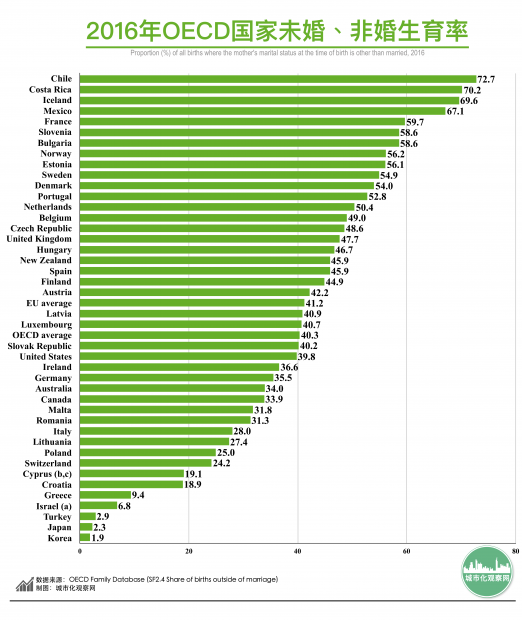 2016年OECD国家未婚、非婚生育率
Proportion (%) of all births where the mother's marital status at the time of birth is other than married, 2016
Chile 72.7
Costa Rica 70.2
Iceland 69.6
Mexico 67.1
France 59.7
Slovenia 58.6
Bulgaria 58.6
Norway 56.2
Estonia 56.1
Sweden 54.9
Denmark 54.0
Portugal 52.8
Netherlands 50.4
Belgium 49.0
Czech Republic 48.6
United Kingdom 47.7
Hungary 46.7
New Zealand 45.9
Spain 45.9
Finland 44.9
Austria 42.2
EU average 41.2
Latvia 40.9
Luxembourg 40.7
OECD average 40.3
Slovak Republic 40.2
United States 39.8
Ireland 36.6
Germany 35.5
Australia 34.0
Canada 33.9
Malta 31.8
Romania 31.3
Italy 28.0
Lithuania 27.4
Poland 25.0
Switzerland 24.2
Cyprus (b,c) 19.1
Croatia 18.9
Greece 9.4
Israel (a) 6.8
Turkey 2.9
Japan 2.3
Korea 1.9
0 20 40 60 80
数据来源：OECD Family Database (SF2.4 Share of births outside of marriage)
制图：城市化观察网
城市化观察网